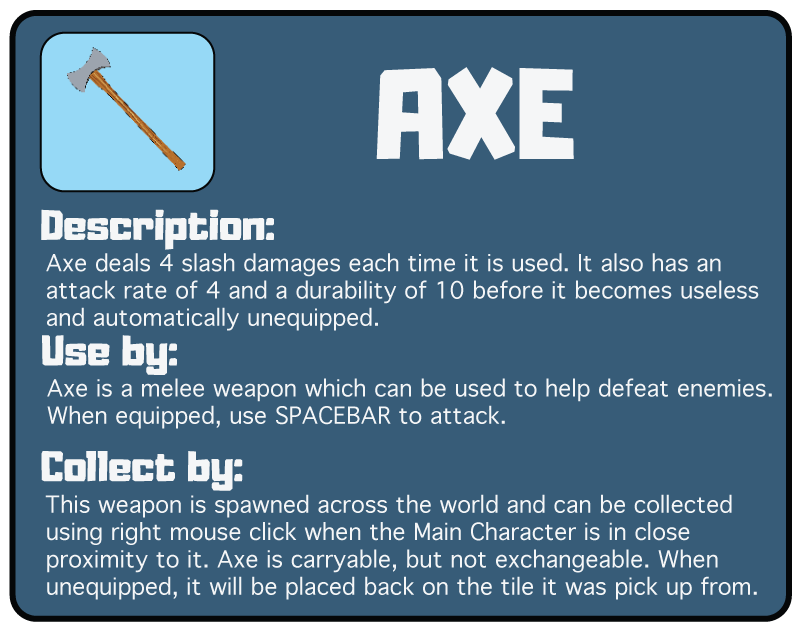 AXE
Description:
Axe deals 4 slash damages each time it is used. It also has an
attack rate of 4 and a durability of 10 before it becomes useless
and automatically unequipped.
Use by:
Axe is a melee weapon which can be used to help defeat enemies.
When equipped, use SPACEBAR to attack.
Collect by:
This weapon is spawned across the world and can be collected
using right mouse click when the Main Character is in close
proximity to it. Axe is carryable, but not exchangeable. When
unequipped, it will be placed back on the tile it was pick up from.